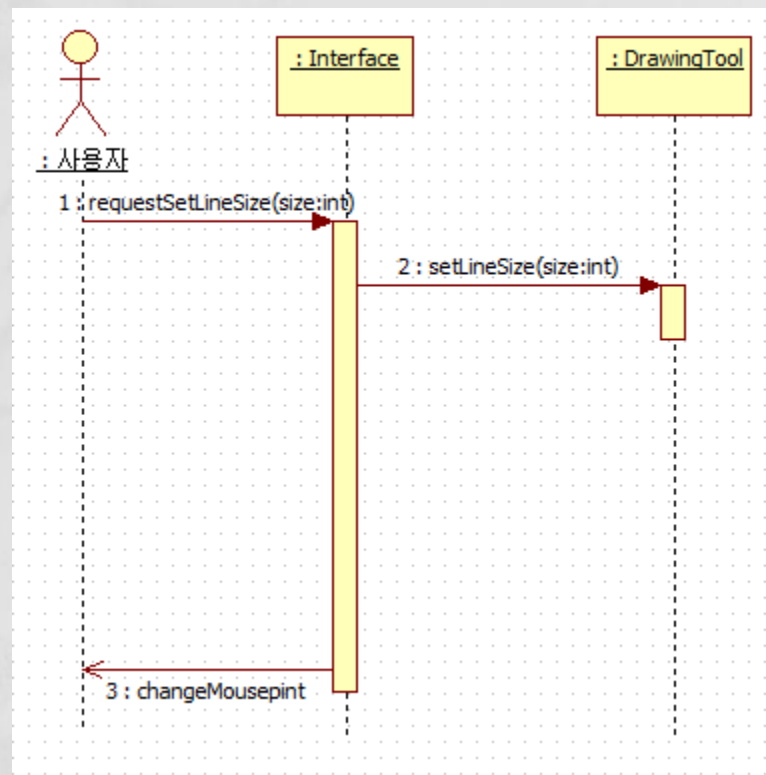 : Interface
: DrawingTool
: 사용자
1 : requestSetLineSize(size:int)
2 : setLineSize(size:int)
3 : changeMousepint